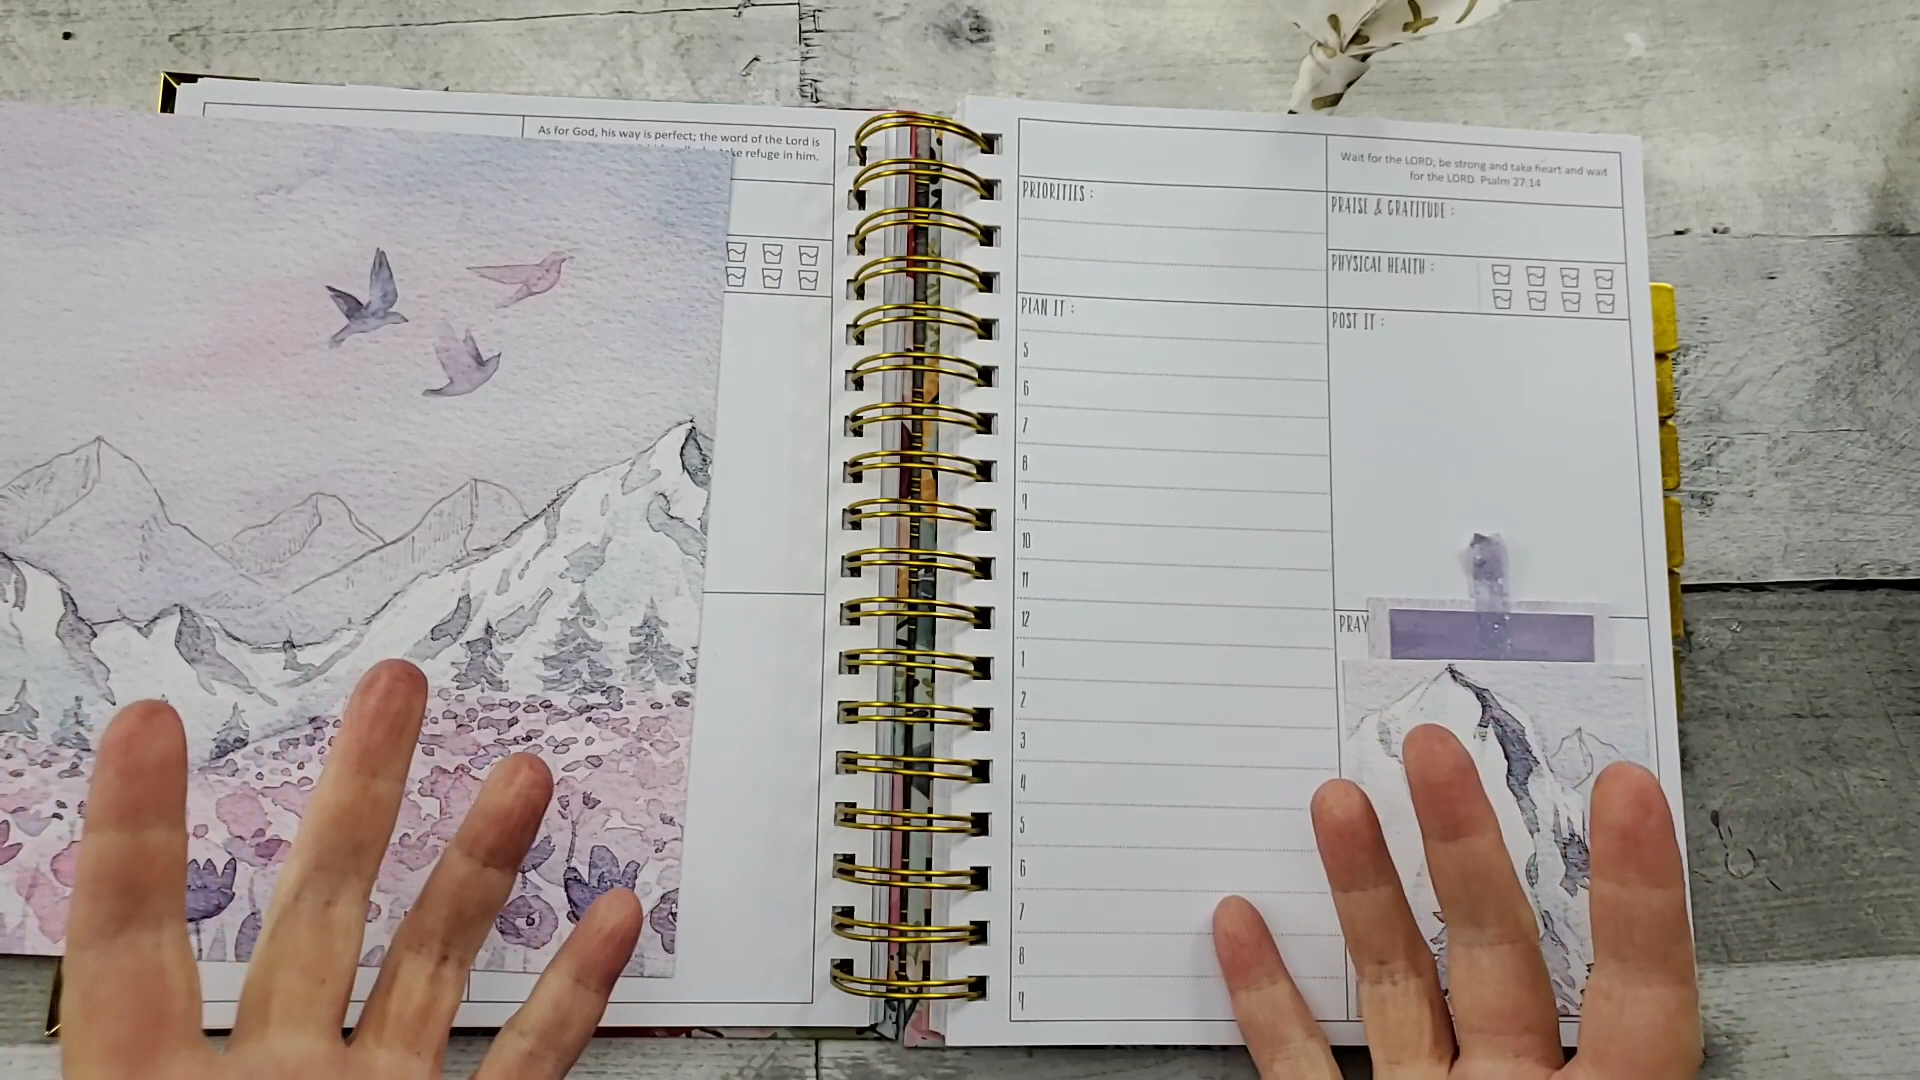 As for God, his way is perfect; the word of the Lord is
refuge in him.
Wait for the LORD; be strong and take heart and wait
for the LORD. Psalm 27:14
PRIORITIES :
PRAISE & GRATITUDE :
PHYSICAL HEALTH :
PLAN IT :
POST IT :
5
6
7
8
9
10
11
12
PRAY
1
2
3
4
5
6
7
8
9